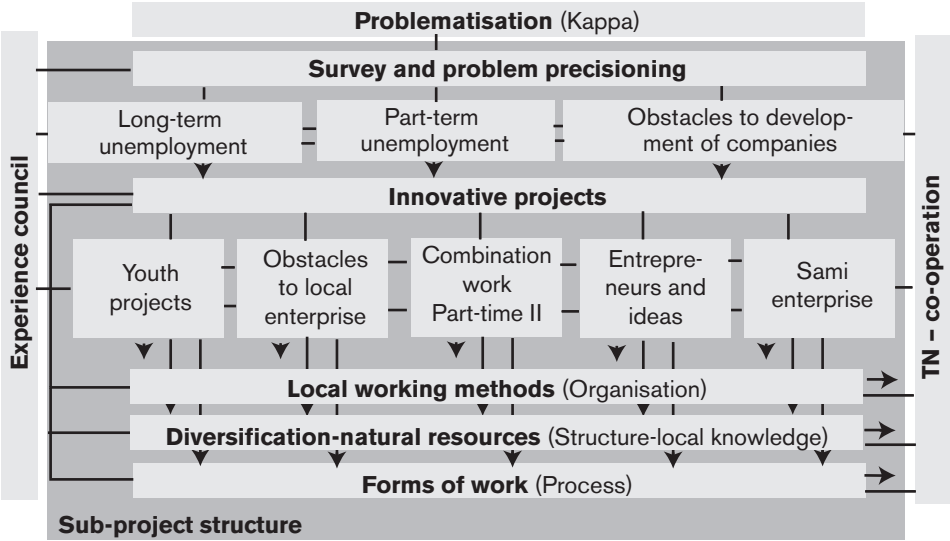 Problematisation (Kappa)
Experience council
TN – co-operation
Survey and problem precisioning
Long-term
unemployment
Part-term
unemployment
Obstacles to develop-
ment of companies
Innovative projects
Youth
projects
Obstacles
to local
enterprise
Combination
work
Part-time II
Entrepre-
neurs and
ideas
Sami
enterprise
Local working methods (Organisation)
Diversification-natural resources (Structure-local knowledge)
Forms of work (Process)
Sub-project structure